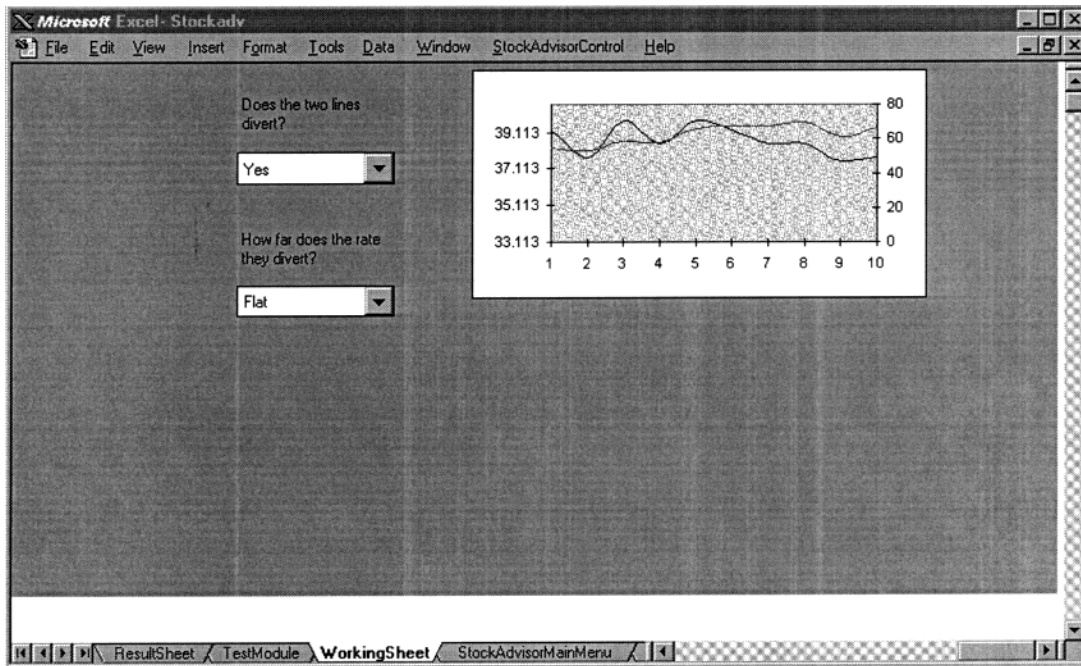 Microsoft Excel- Stockadv
File Edit View Insert Format Tools Data Window StockAdvisorControl Help
Does the two lines
divert?
Yes
How far does the rate
they divert?
Flat
39.113
37.113
35.113
33.113
80
60
40
20
0
1 2 3 4 5 6 7 8 9 10
ResultSheet TestModule WorkingSheet StockAdvisorMainMenu